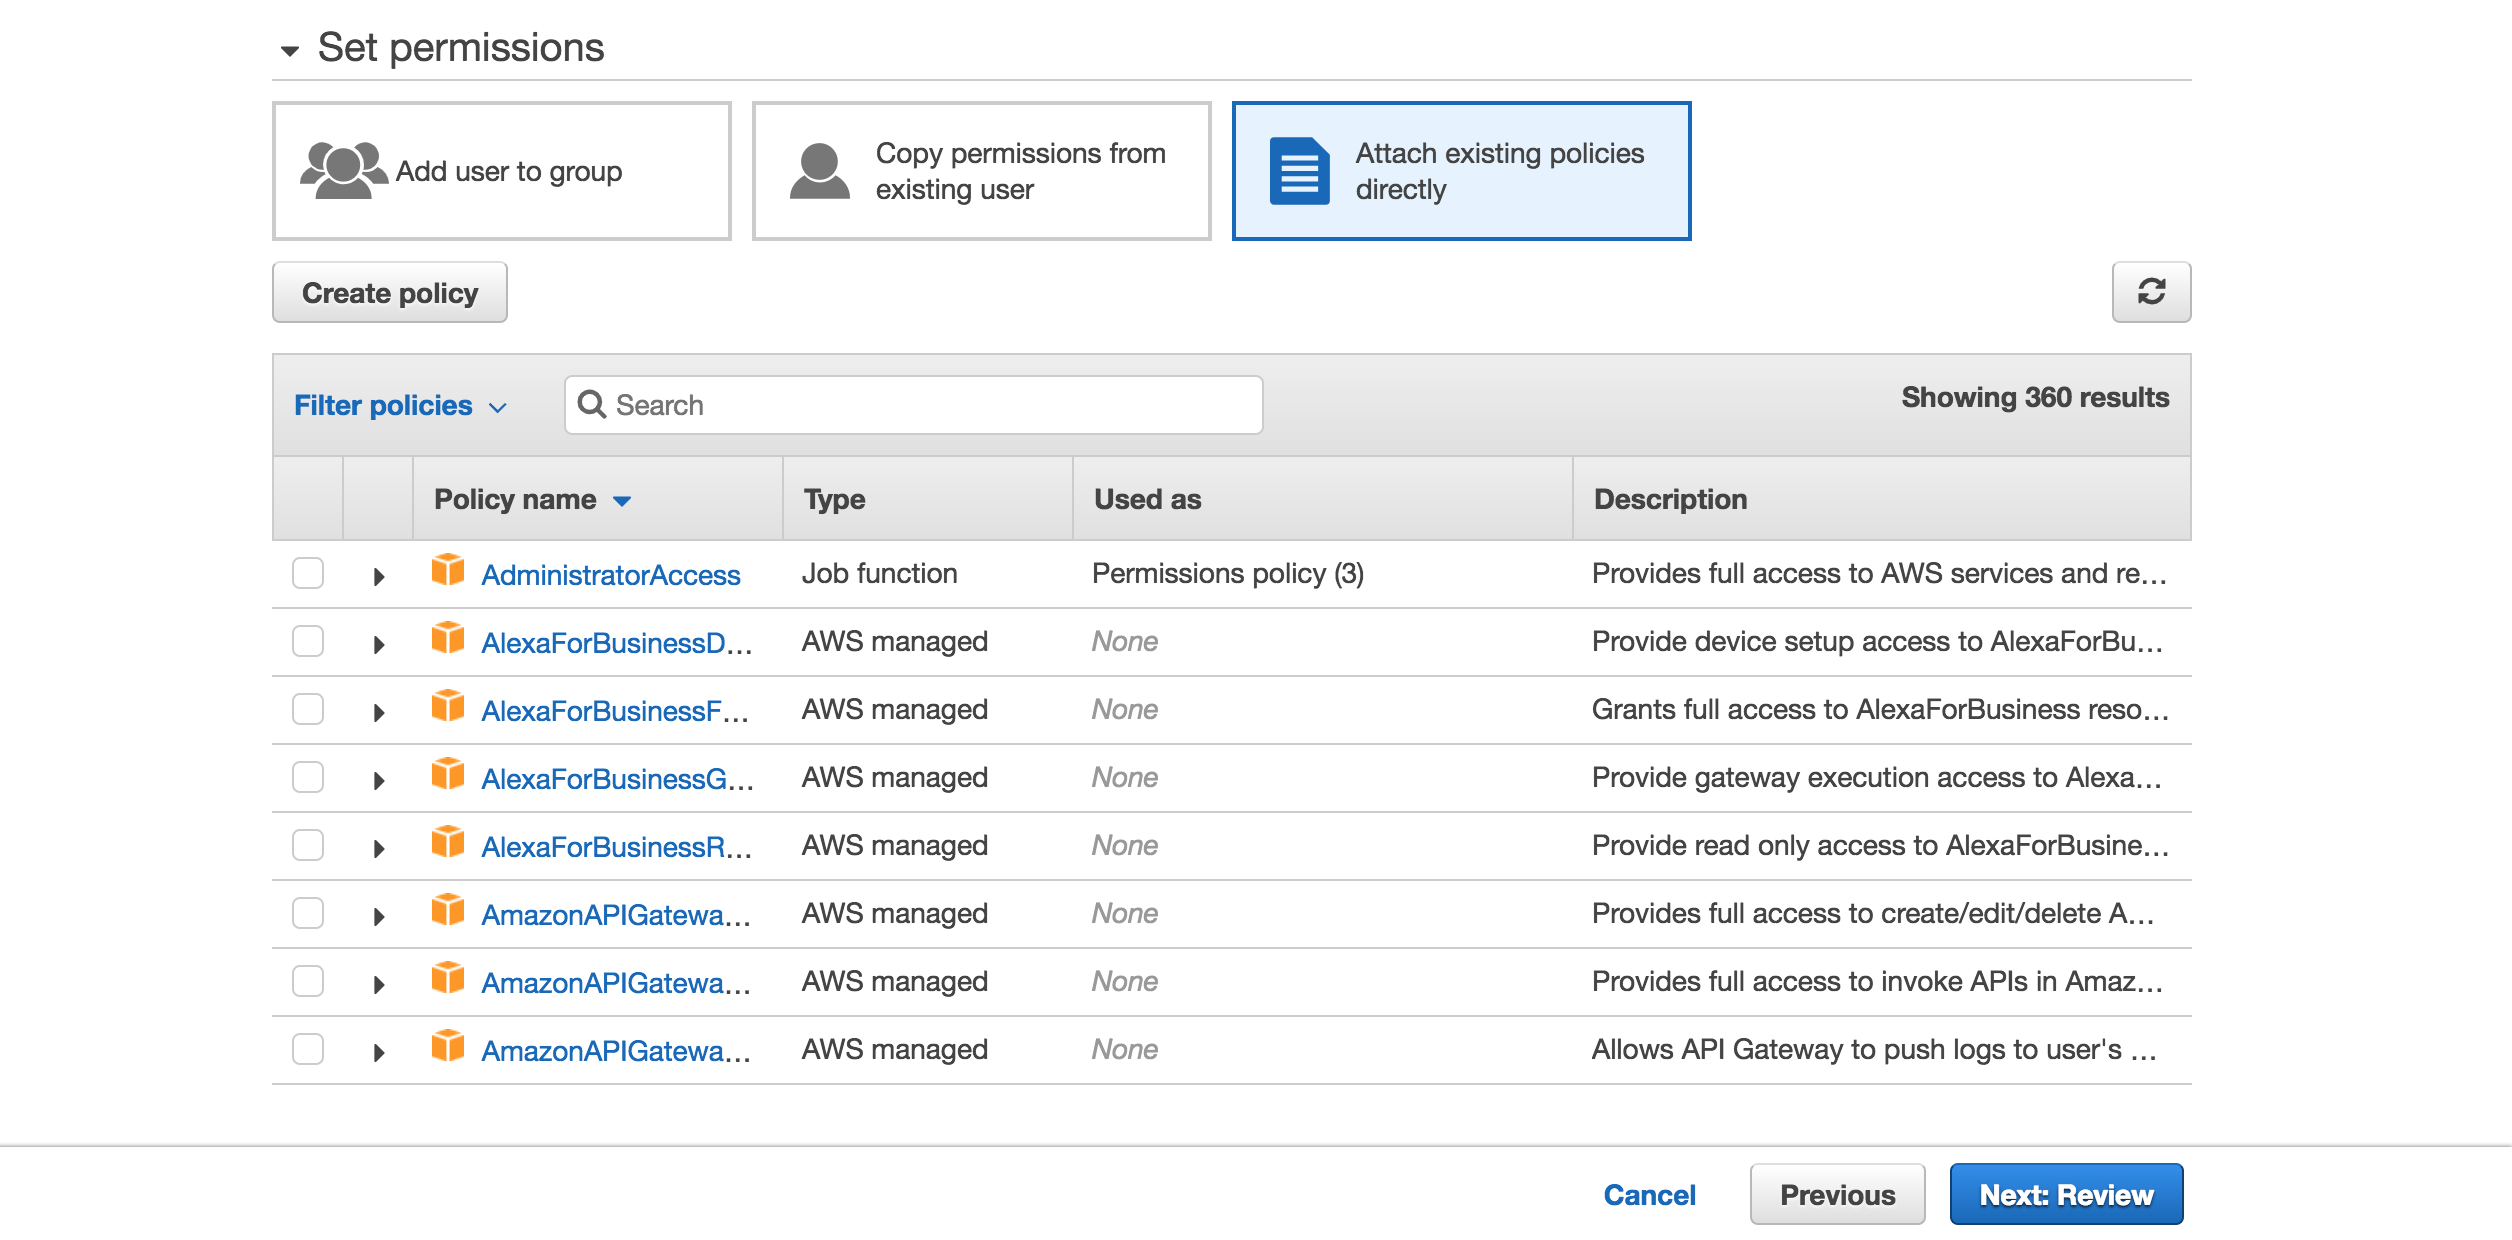 Set permissions
Add user to group
Copy permissions from
existing user
Attach existing policies
directly
Create policy
Filter policies
Search
Showing 360 results
Policy name
Type
Used as
Description
AdministratorAccess
Job function
Permissions policy (3)
Provides full access to AWS services and re...
AlexaForBusinessD...
AWS managed
None
Provide device setup access to AlexaForBu...
AlexaForBusinessF...
AWS managed
None
Grants full access to AlexaForBusiness reso...
AlexaForBusinessG...
AWS managed
None
Provide gateway execution access to Alexa...
AlexaForBusinessR...
AWS managed
None
Provide read only access to AlexaForBusine...
AmazonAPIGatewa...
AWS managed
None
Provides full access to create/edit/delete A...
AmazonAPIGatewa...
AWS managed
None
Provides full access to invoke APIs in Amaz...
AmazonAPIGatewa...
AWS managed
None
Allows API Gateway to push logs to user's ...
Cancel
Previous
Next: Review